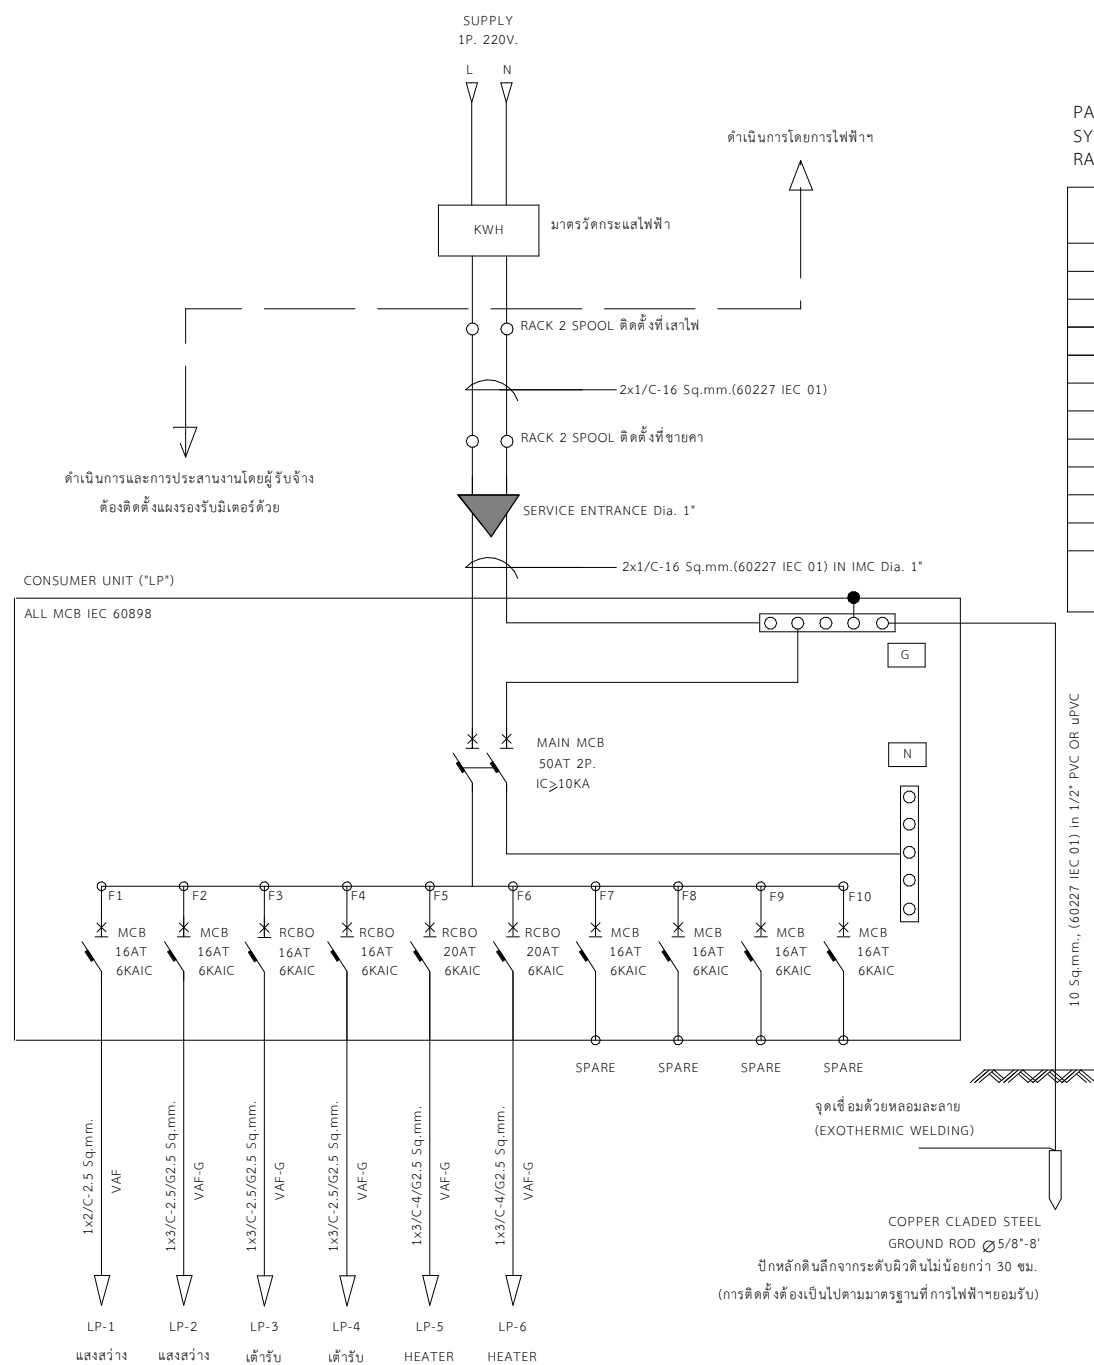 SUPPLY
1P. 220V.
L N
ดำเนินการโดยการไฟฟ้าฯ
PA
SY
RA
KWH
มาตรวัดกระแสไฟฟ้า
RACK 2 SPOOL ติดตั้งที่เสาไฟ
2x1/C-16 Sq.mm.(60227 IEC 01)
RACK 2 SPOOL ติดตั้งที่ชายคา
ดำเนินการและการประสานงานโดยผู้รับจ้าง
ต้องติดตั้งแผงรองรับมิเตอร์ด้วย
SERVICE ENTRANCE Dia. 1"
2x1/C-16 Sq.mm.(60227 IEC 01) IN IMC Dia. 1"
CONSUMER UNIT ("LP")
ALL MCB IEC 60898
G
MAIN MCB
50AT 2P.
IC≥10KA
N
10 Sq.mm., (60227 IEC 01) in 1/2" PVC OR uPVC
F1 F2 F3 F4 F5 F6 F7 F8 F9 F10
MCB MCB RCBO RCBO RCBO RCBO MCB MCB MCB MCB
16AT 16AT 16AT 16AT 20AT 20AT 16AT 16AT 16AT 16AT
6KAIC 6KAIC 6KAIC 6KAIC 6KAIC 6KAIC 6KAIC 6KAIC 6KAIC 6KAIC
SPARE SPARE SPARE SPARE
1x2/C-2.5 Sq.mm.
VAF
1x3/C-2.5/G2.5 Sq.mm.
VAF-G
1x3/C-2.5/G2.5 Sq.mm.
VAF-G
1x3/C-2.5/G2.5 Sq.mm.
VAF-G
1x3/C-4/G2.5 Sq.mm.
VAF-G
1x3/C-4/G2.5 Sq.mm.
VAF-G
จุดเชื่อมด้วยหลอมละลาย
(EXOTHERMIC WELDING)
COPPER CLADED STEEL
GROUND ROD ⌀5/8"-8'
ปักหลักดินลึกจากระดับผิวดินไม่น้อยกว่า 30 ซม.
(การติดตั้งต้องเป็นไปตามมาตรฐานที่การไฟฟ้าฯยอมรับ)
LP-1 LP-2 LP-3 LP-4 LP-5 LP-6
แสงสว่าง แสงสว่าง เต้ารับ เต้ารับ HEATER HEATER